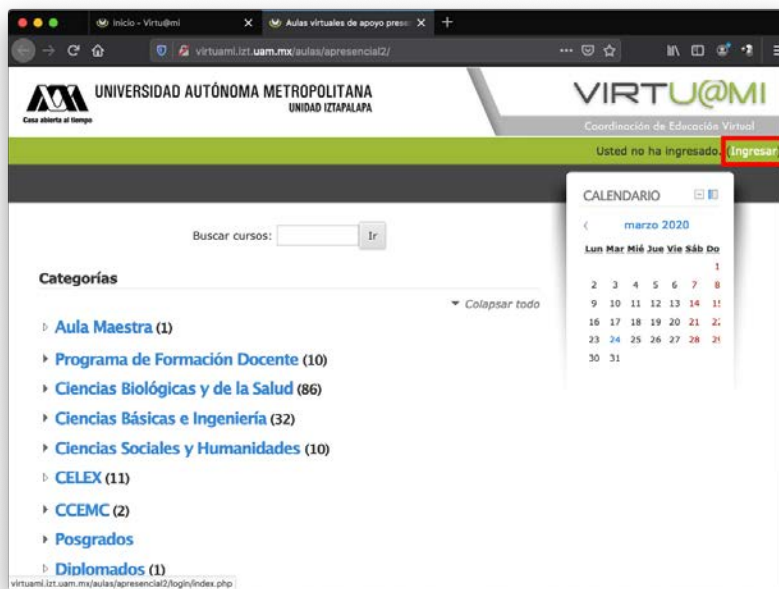 Inicio - Virtu@mi
Aulas virtuales de apoyo prese
virtuami.izt.uam.mx/aulas/apresencial2/
UNIVERSIDAD AUTÓNOMA METROPOLITANA
UNIDAD IZTAPALAPA
Casa abierta al tiempo
VIRTU@MI
Coordinación de Educación Virtual
Usted no ha ingresado. (Ingresar
Buscar cursos:
Ir
Categorías
Colapsar todo
Aula Maestra (1)
Programa de Formación Docente (10)
Ciencias Biológicas y de la Salud (86)
Ciencias Básicas e Ingeniería (32)
Ciencias Sociales y Humanidades (10)
CELEX (11)
CCEMC (2)
Posgrados
Diplomados (1)
CALENDARIO
marzo 2020
Lun Mar Mié Jue Vie Sáb Do
1
2 3 4 5 6 7 8
9 10 11 12 13 14
16 17 18 19 20 21
23 24 25 26 27 28
30 31
virtuami.izt.uam.mx/aulas/apresencial2/login/index.php